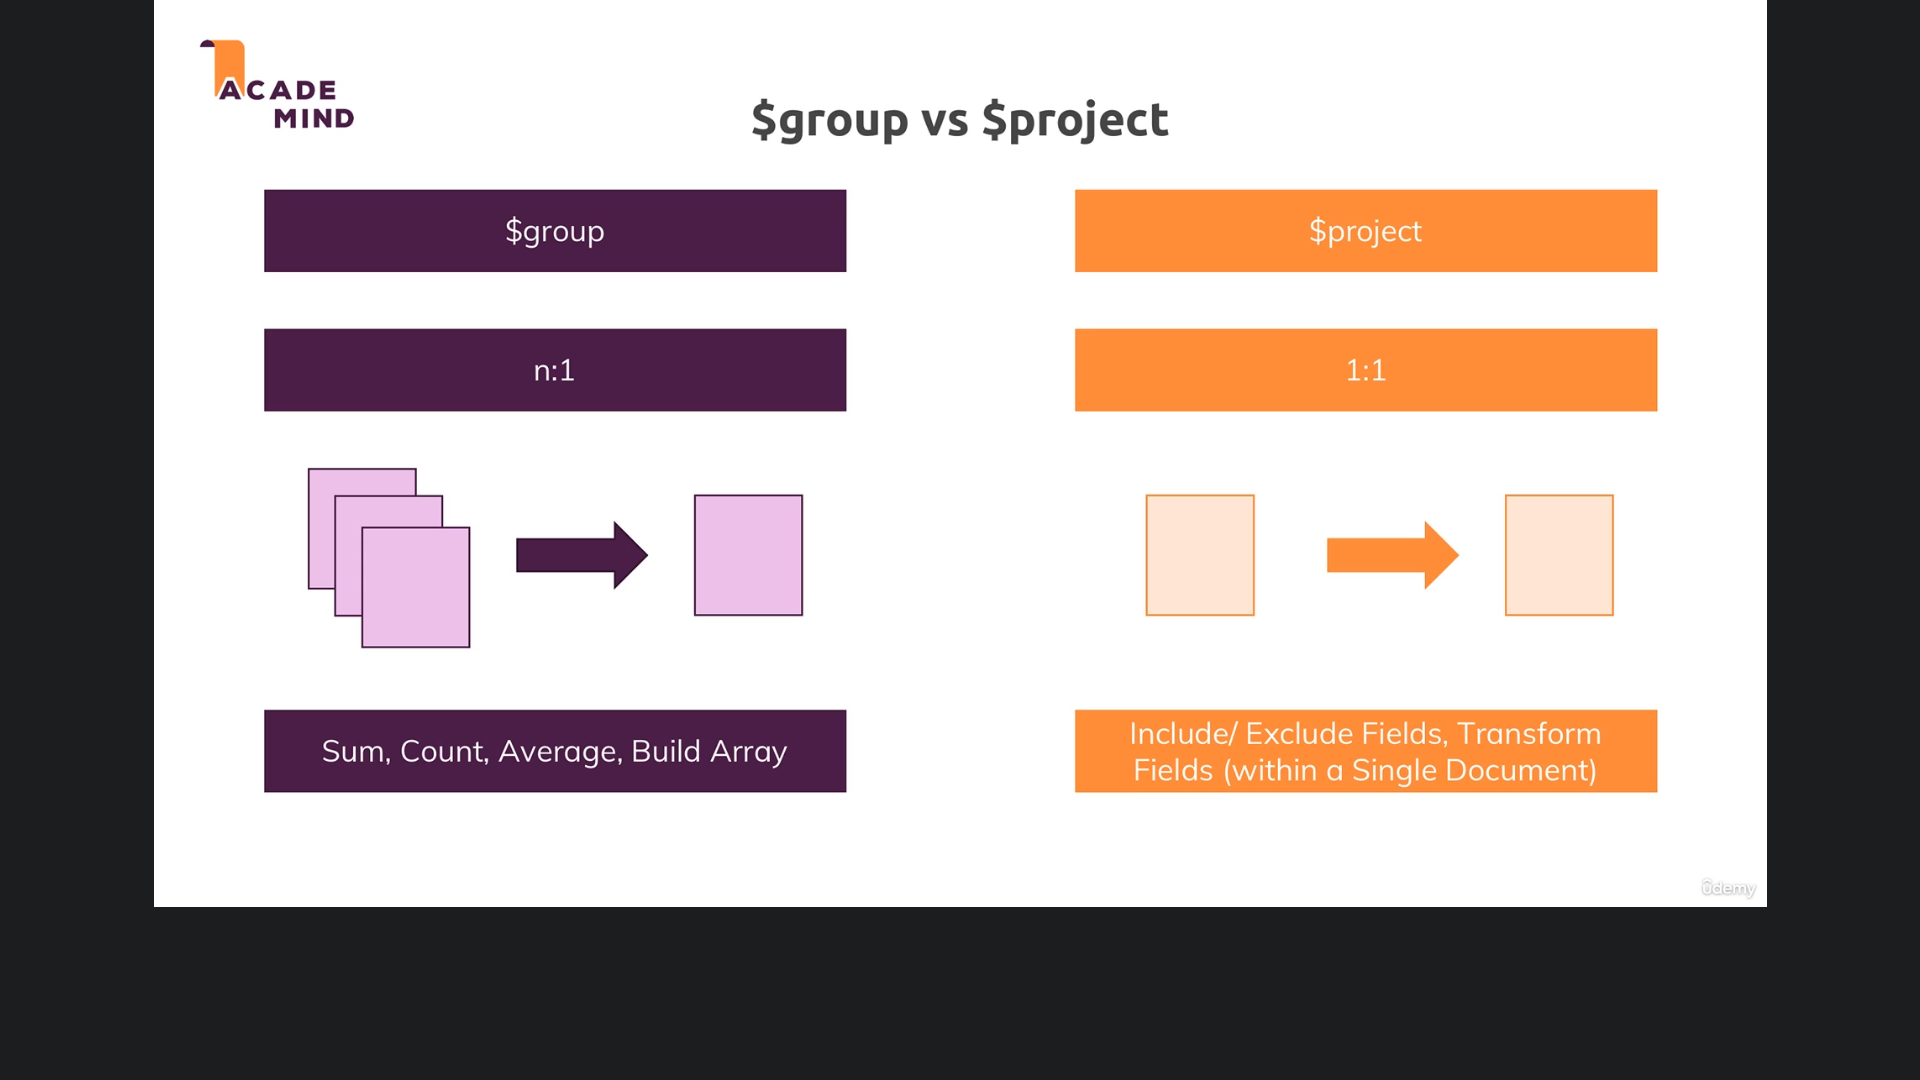 ACADE
MIND
$group vs $project
$group
$project
n:1
1:1
Sum, Count, Average, Build Array
Include/ Exclude Fields, Transform
Fields (within a Single Document)
ûdemy